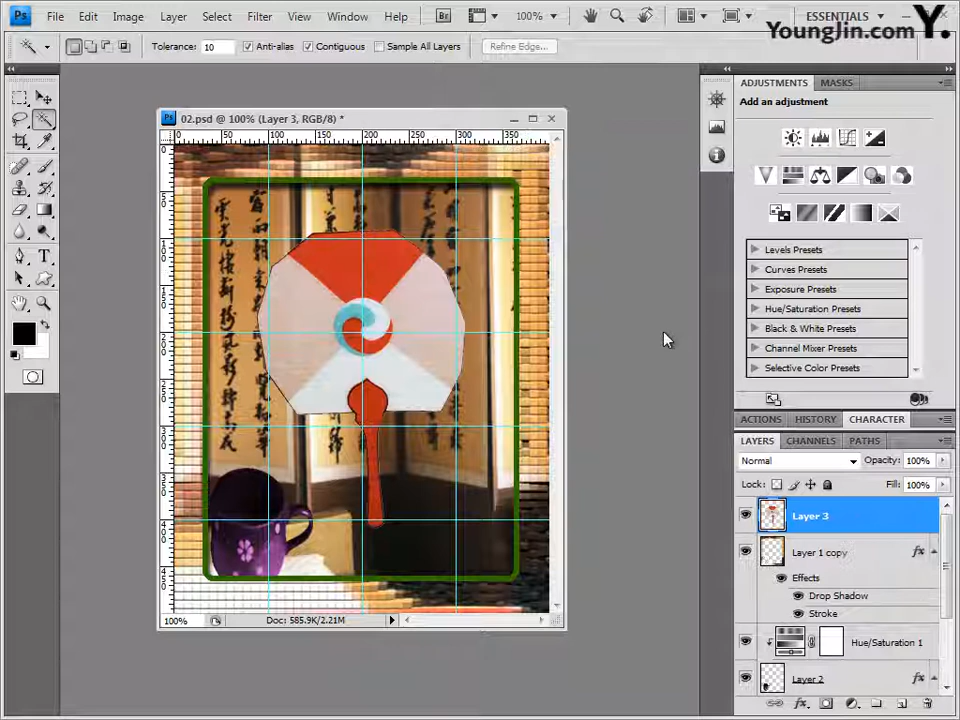 Ps File Edit Image Layer Select Filter View Window Help Br 100% ESSENTIALS
YoungJin.com Y.
Tolerance: 10 Anti-alias Contiguous Sample All Layers Refine Edge...
02.psd @ 100% (Layer 3, RGB/8) *
0 50 100 150 200 250 300 350
100% Doc: 585.9K/2.21M
ADJUSTMENTS MASKS
Add an adjustment
Levels Presets
Curves Presets
Exposure Presets
Hue/Saturation Presets
Black & White Presets
Channel Mixer Presets
Selective Color Presets
ACTIONS HISTORY CHARACTER
LAYERS CHANNELS PATHS
Normal Opacity: 100%
Lock: Fill: 100%
Layer 3
Layer 1 copy fx
Effects
Drop Shadow
Stroke
Hue/Saturation 1
Layer 2 fx